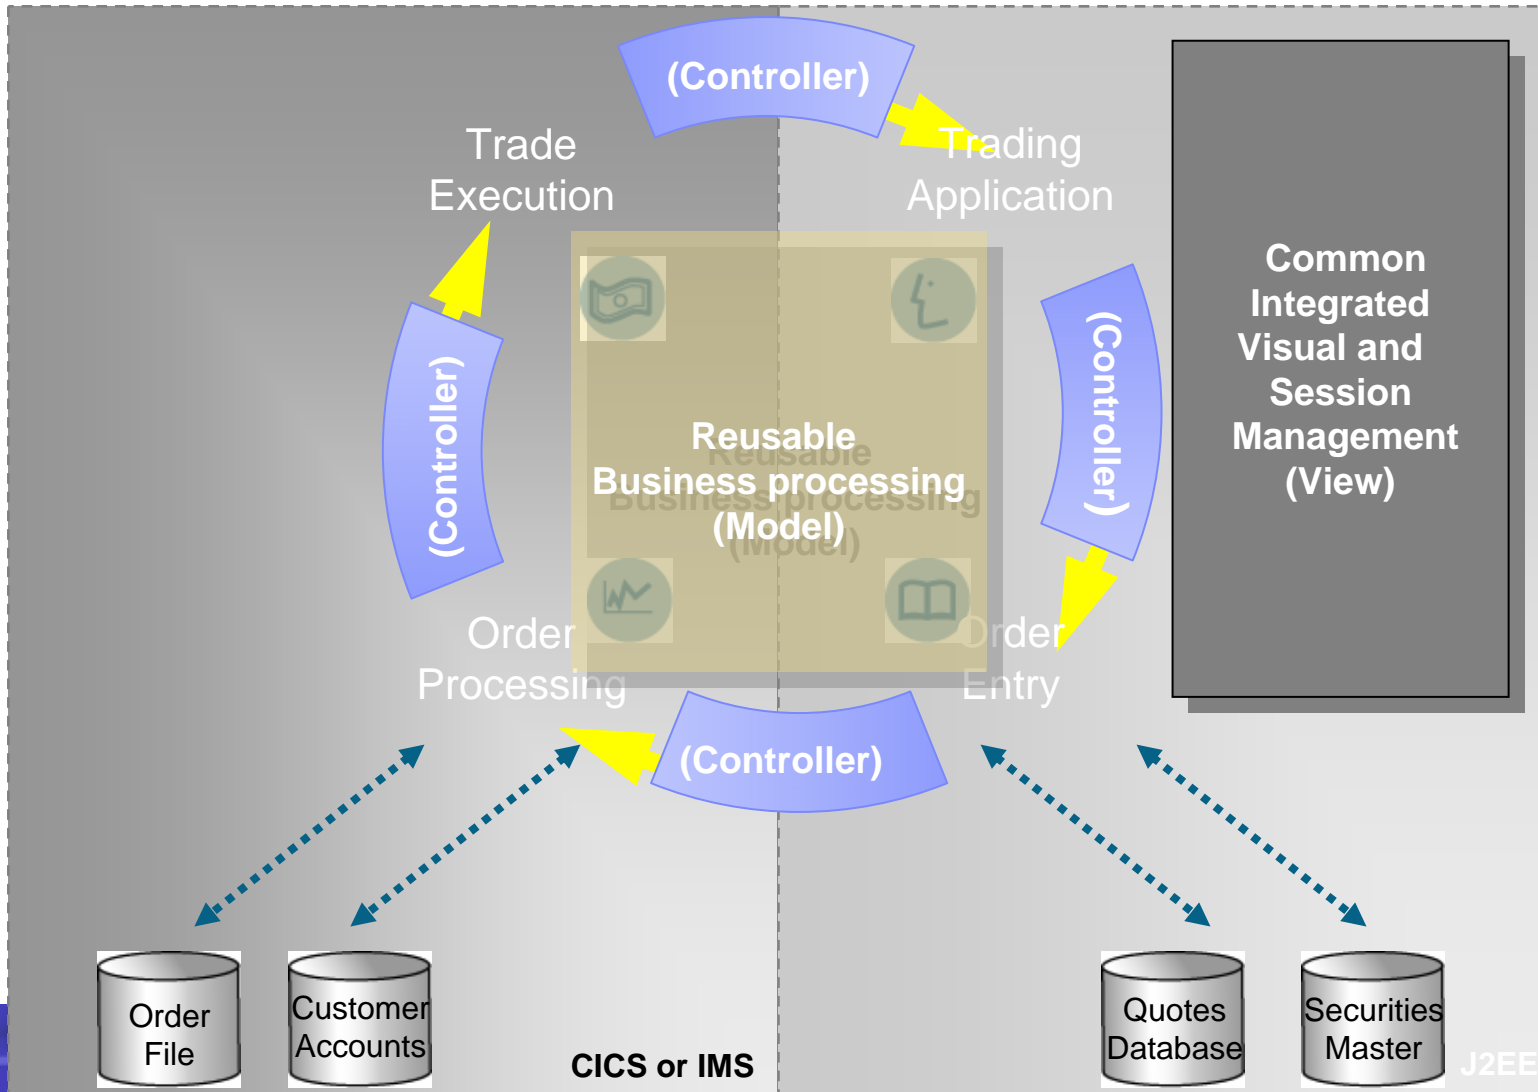 (Controller)
Trade
Execution
Trading
Application
(Controller)
(Controller)
Common
Integrated
Visual and
Session
Management
(View)
Reusable
Business processing
(Model)
Order
Processing
Order
Entry
(Controller)
Order
File
Customer
Accounts
CICS or IMS
Quotes
Database
Securities
Master
J2EE